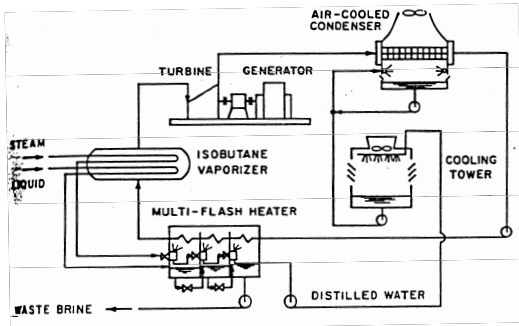 AIR-COOLED
CONDENSER
TURBINE
GENERATOR
STEAM
LIQUID
ISOBUTANE
VAPORIZER
COOLING
TOWER
MULTI-FLASH HEATER
DISTILLED WATER
WASTE BRINE